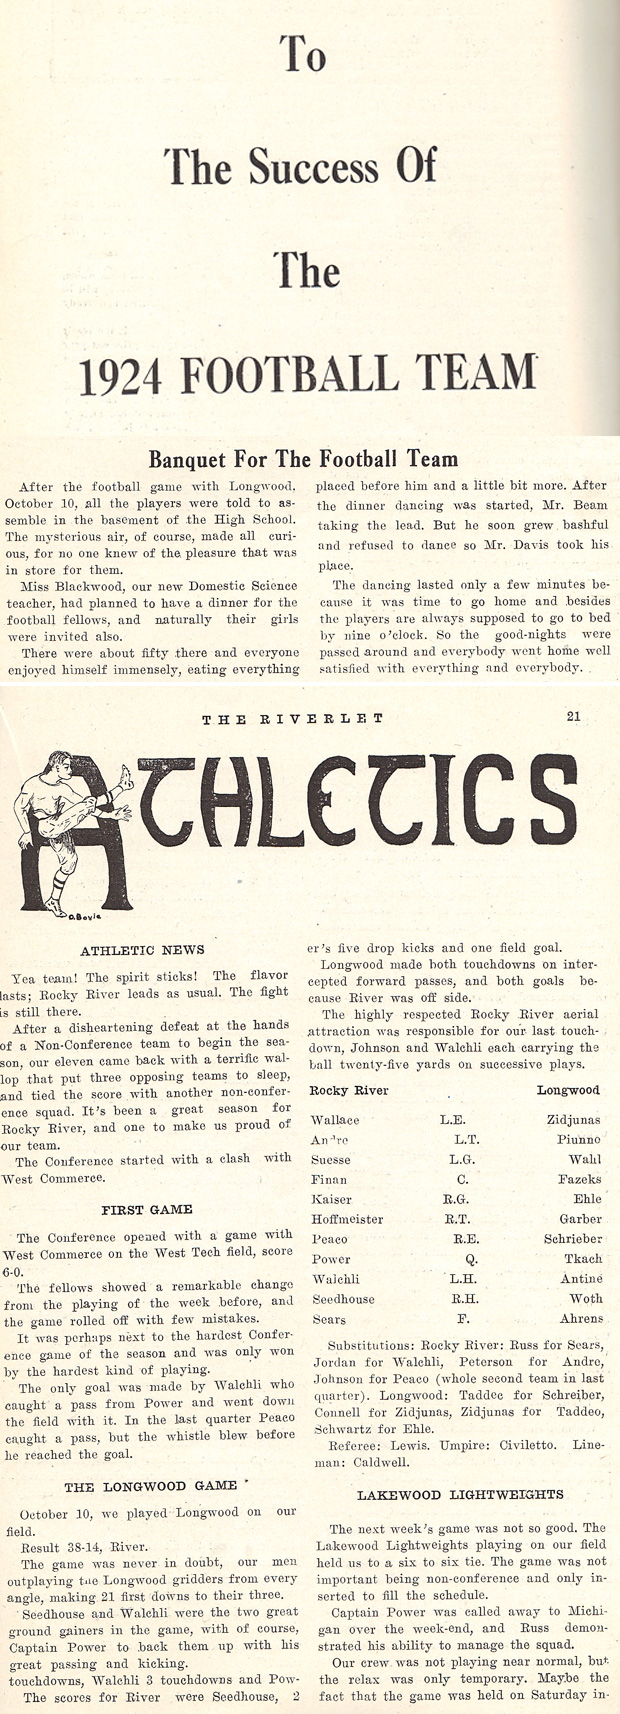 To
The Success Of
The
1924 FOOTBALL TEAM
Banquet For The Football Team
After the football game with Longwood,
October 10, all the players were told to as-
semble in the basement of the High School.
The mysterious air, of course, made all curi-
ous, for no one knew of the pleasure that was
in store for them.
Miss Blackwood, our new Domestic Science
teacher, had planned to have a dinner for the
football fellows, and naturally their girls
were invited also.
There were about fifty there and everyone
enjoyed himself immensely, eating everything
placed before him and a little bit more. After
the dinner dancing was started, Mr. Beam
taking the lead. But he soon grew bashful
and refused to dance so Mr. Davis took his
place.
The dancing lasted only a few minutes be-
cause it was time to go home and besides
the players are always supposed to go to bed
by nine o'clock. So the good-nights were
passed around and everybody went home well
satisfied with everything and everybody.
THE RIVERLET 21
ATHLETICS
D. Bovie
ATHLETIC NEWS
Yea team! The spirit sticks! The flavor
lasts; Rocky River leads as usual. The fight
is still there.
After a disheartening defeat at the hands
of a Non-Conference team to begin the sea-
son, our eleven came back with a terrific wal-
lop that put three opposing teams to sleep,
and tied the score with another non-confer-
ence squad. It's been a great season for
Rocky River, and one to make us proud of
our team.
The Conference started with a clash with
West Commerce.
FIRST GAME
The Conference opened with a game with
West Commerce on the West Tech field, score
6-0.
The fellows showed a remarkable change
from the playing of the week before, and
the game rolled off with few mistakes.
It was perhaps next to the hardest Confer-
ence game of the season and was only won
by the hardest kind of playing.
The only goal was made by Walchli who
caught a pass from Power and went down
the field with it. In the last quarter Peaco
caught a pass, but the whistle blew before
he reached the goal.
THE LONGWOOD GAME
October 10, we played Longwood on our
field.
Result 38-14, River.
The game was never in doubt, our men
outplaying the Longwood gridders from every
angle, making 21 first downs to their three.
Seedhouse and Walchli were the two great
ground gainers in the game, with of course,
Captain Power to back them up with his
great passing and kicking.
touchdowns, Walchli 3 touchdowns and Pow-
The scores for River were Seedhouse, 2
er's five drop kicks and one field goal.
Longwood made both touchdowns on inter-
cepted forward passes, and both goals be-
cause River was off side.
The highly respected Rocky River aerial
attraction was responsible for our last touch-
down, Johnson and Walchli each carrying the
ball twenty-five yards on successive plays.
Rocky River Longwood
Wallace L.E. Zidjunas
Andre L.T. Piunno
Suesse L.G. Wahl
Finan C. Fazeks
Kaiser R.G. Ehle
Hoffmeister R.T. Garber
Peaco R.E. Schrieber
Power Q. Tkach
Walchli L.H. Antine
Seedhouse R.H. Woth
Sears F. Ahrens
Substitutions: Rocky River: Russ for Sears,
Jordan for Walchli, Peterson for Andre,
Johnson for Peaco (whole second team in last
quarter). Longwood: Taddeo for Schreiber,
Connell for Zidjunas, Zidjunas for Taddeo,
Schwartz for Ehle.
Referee: Lewis. Umpire: Civiletto. Line-
man: Caldwell.
LAKEWOOD LIGHTWEIGHTS
The next week's game was not so good. The
Lakewood Lightweights playing on our field
held us to a six to six tie. The game was not
important being non-conference and only in-
serted to fill the schedule.
Captain Power was called away to Michi-
gan over the week-end, and Russ demon-
strated his ability to manage the squad.
Our crew was not playing near normal, but
the relax was only temporary. Maybe the
fact that the game was held on Saturday in-